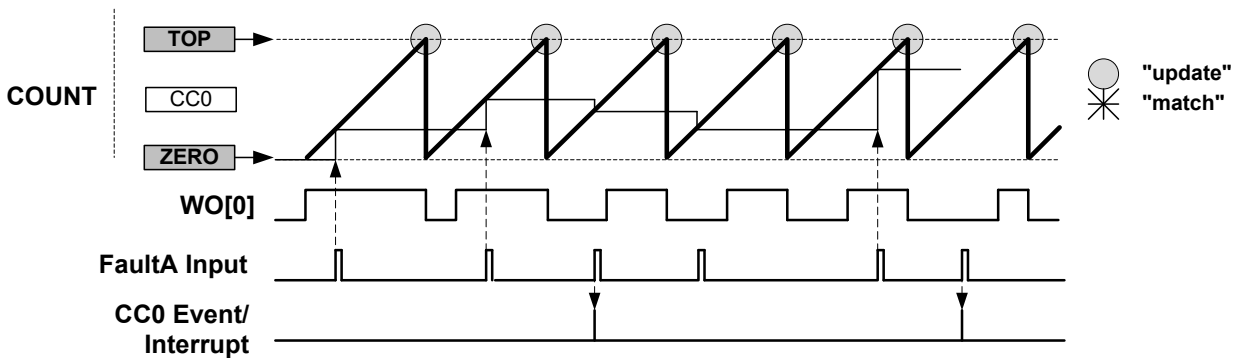 TOP
COUNT
CC0
ZERO
"update"
"match"
WO[0]
FaultA Input
CC0 Event/
Interrupt